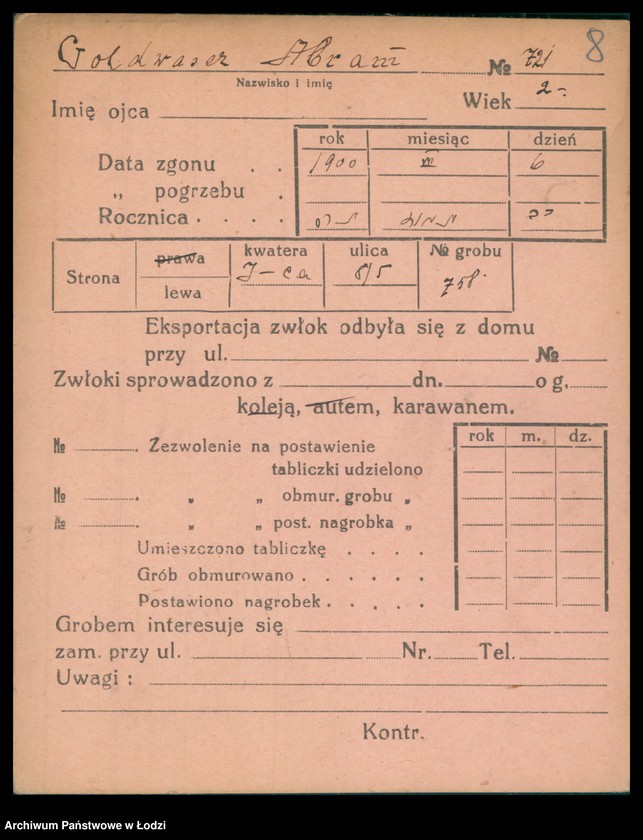 8
Goldwaser Abram № 721
Nazwisko i imię
Wiek 2-
Imię ojca
rok miesiąc dzień
Data zgonu . . 1900 III 6
„ pogrzebu .
Rocznica . . . .
Strona prawa kwatera ulica № grobu
lewa J-ca 8/5 758
Eksportacja zwłok odbyła się z domu
przy ul. №
Zwłoki sprowadzono z dn. o g.
koleją, autem, karawanem.
rok m. dz.
№ . Zezwolenie na postawienie
tabliczki udzielono
№ . „ „ obmur. grobu „
№ . „ „ post. nagrobka „
Umieszczono tabliczkę . . . .
Grób obmurowano . . . . . .
Postawiono nagrobek . . . . .
Grobem interesuje się
zam. przy ul. Nr. Tel.
Uwagi :
Kontr.
Archiwum Państwowe w Łodzi